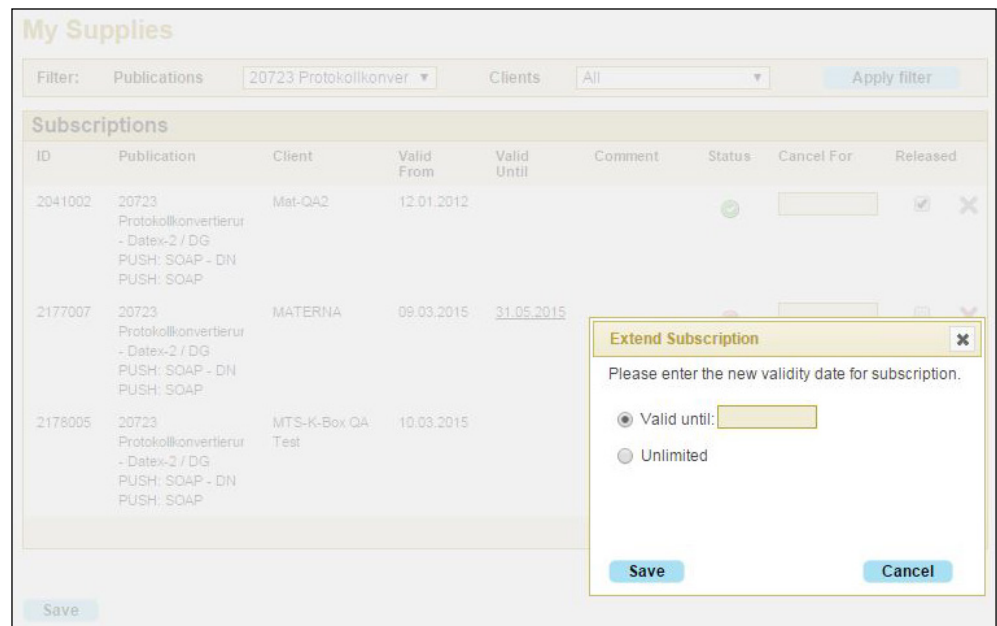 My Supplies
Filter: Publications 20723 Protokollkonver Clients All Apply filter
Subscriptions
ID Publication Client Valid From Valid Until Comment Status Cancel For Released
2041002 20723 Mat-QA2 12.01.2012
Protokollkonvertierur
- Datex-2 / DG
PUSH: SOAP - DN
PUSH: SOAP
2177007 20723 MATERNA 09.03.2015 31.05.2015
Protokollkonvertierur
- Datex-2 / DG
PUSH: SOAP - DN
PUSH: SOAP
2178005 20723 MTS-K-Box QA 10.03.2015
Protokollkonvertierur Test
- Datex-2 / DG
PUSH: SOAP - DN
PUSH: SOAP
Extend Subscription
Please enter the new validity date for subscription.
Valid until:
Unlimited
Save Cancel
Save